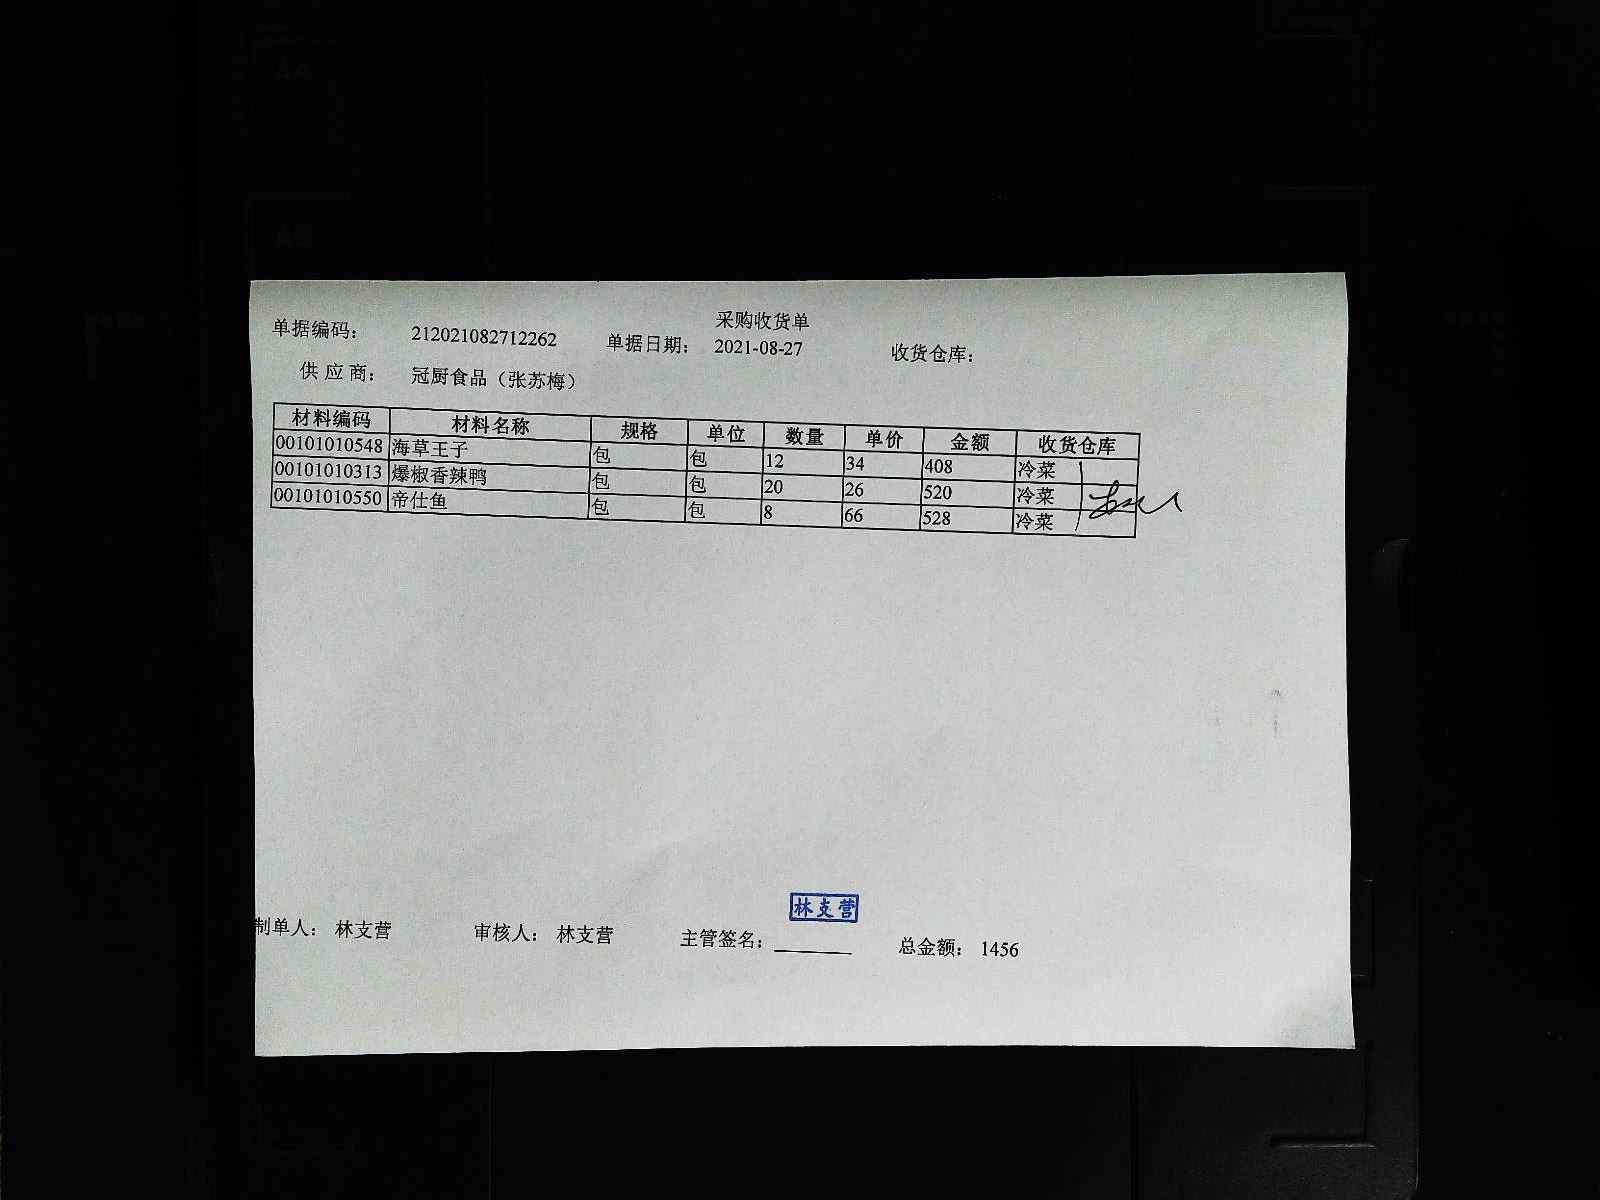 采购收货单
单据编码： 212021082712262 单据日期： 2021-08-27 收货仓库：
供 应 商： 冠厨食品（张苏梅）
材料编码 材料名称 规格 单位 数量 单价 金额 收货仓库
00101010548 海草王子 包 包 12 34 408 冷菜
00101010313 爆椒香辣鸭 包 包 20 26 520 冷菜
00101010550 帝仕鱼 包 包 8 66 528 冷菜
林支营
制单人： 林支营 审核人： 林支营 主管签名： 总金额： 1456
A4
A5